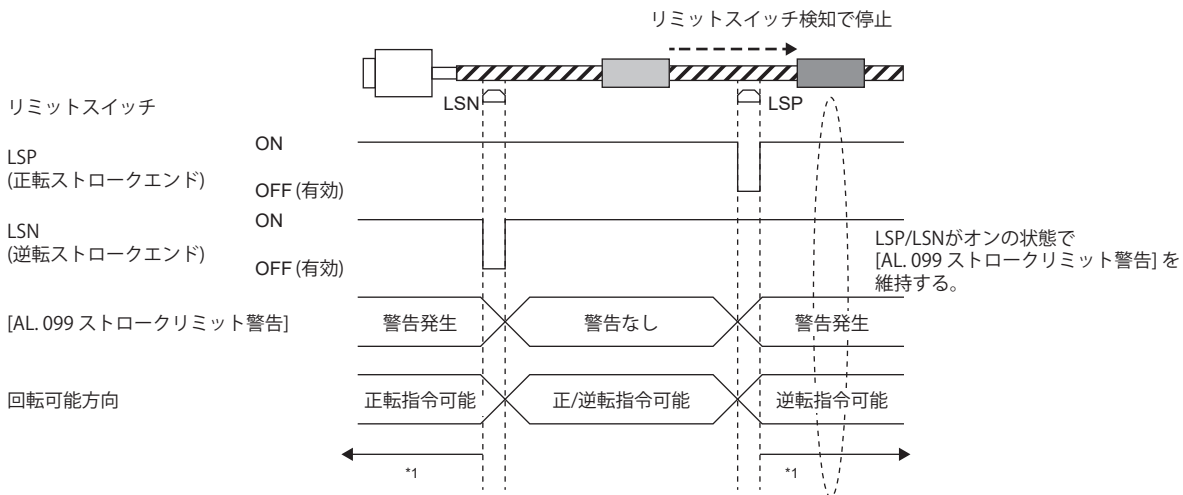 リミットスイッチ検知で停止
リミットスイッチ
LSN
LSP
LSP
(正転ストロークエンド)
ON
OFF (有効)
LSN
(逆転ストロークエンド)
ON
OFF (有効)
LSP/LSNがオンの状態で
[AL. 099 ストロークリミット警告] を
維持する。
[AL. 099 ストロークリミット警告]
警告発生
警告なし
警告発生
回転可能方向
正転指令可能
正/逆転指令可能
逆転指令可能
*1
*1